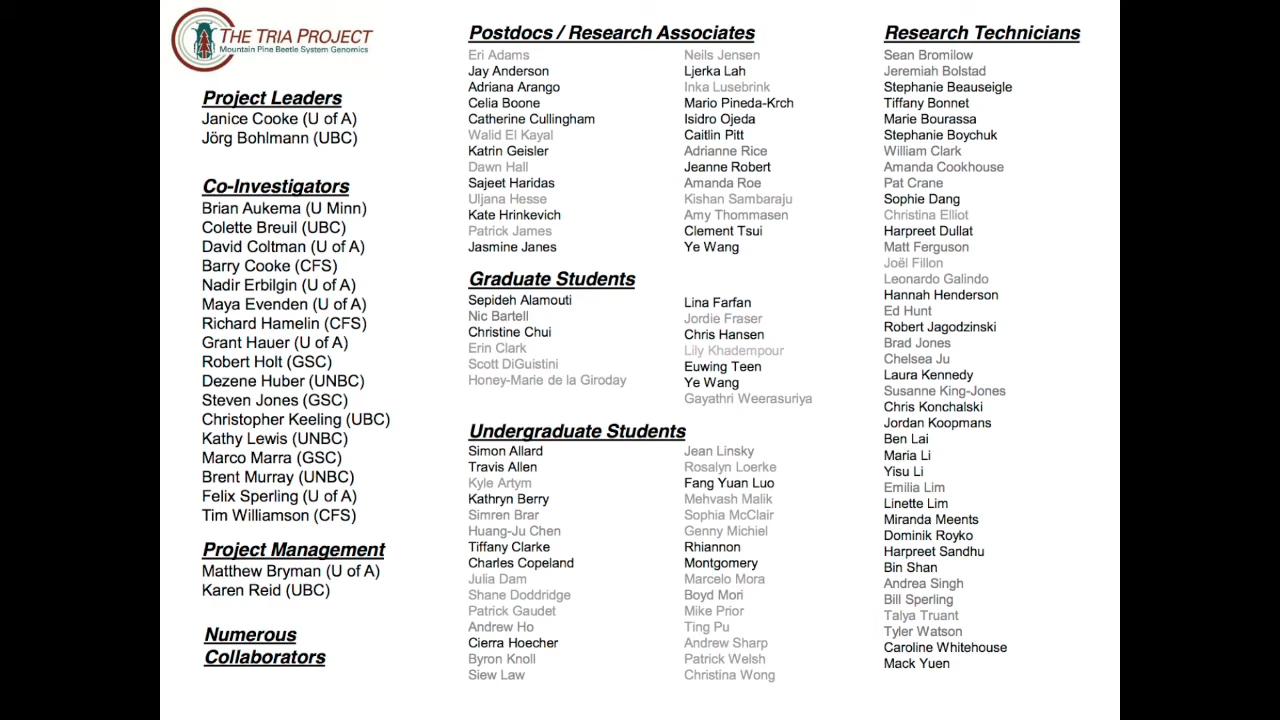 THE TRIA PROJECT
Mountain Pine Beetle System Genomics
Project Leaders
Janice Cooke (U of A)
Jörg Bohlmann (UBC)
Co-Investigators
Brian Aukema (U Minn)
Colette Breuil (UBC)
David Coltman (U of A)
Barry Cooke (CFS)
Nadir Erbilgin (U of A)
Maya Evenden (U of A)
Richard Hamelin (CFS)
Grant Hauer (U of A)
Robert Holt (GSC)
Dezene Huber (UNBC)
Steven Jones (GSC)
Christopher Keeling (UBC)
Kathy Lewis (UNBC)
Marco Marra (GSC)
Brent Murray (UNBC)
Felix Sperling (U of A)
Tim Williamson (CFS)
Project Management
Matthew Bryman (U of A)
Karen Reid (UBC)
Numerous
Collaborators
Postdocs / Research Associates
Eri Adams
Jay Anderson
Adriana Arango
Celia Boone
Catherine Cullingham
Walid El Kayal
Katrin Geisler
Dawn Hall
Sajeet Haridas
Uljana Hesse
Kate Hrinkevich
Patrick James
Jasmine Janes
Neils Jensen
Ljerka Lah
Inka Lusebrink
Mario Pineda-Krch
Isidro Ojeda
Caitlin Pitt
Adrianne Rice
Jeanne Robert
Amanda Roe
Kishan Sambaraju
Amy Thommasen
Clement Tsui
Ye Wang
Graduate Students
Sepideh Alamouti
Nic Bartell
Christine Chui
Erin Clark
Scott DiGuistini
Honey-Marie de la Giroday
Lina Farfan
Jordie Fraser
Chris Hansen
Lily Khadempour
Euwing Teen
Ye Wang
Gayathri Weerasuriya
Undergraduate Students
Simon Allard
Travis Allen
Kyle Artym
Kathryn Berry
Simren Brar
Huang-Ju Chen
Tiffany Clarke
Charles Copeland
Julia Dam
Shane Doddridge
Patrick Gaudet
Andrew Ho
Cierra Hoecher
Byron Knoll
Siew Law
Jean Linsky
Rosalyn Loerke
Fang Yuan Luo
Mehvash Malik
Sophia McClair
Genny Michiel
Rhiannon
Montgomery
Marcelo Mora
Boyd Mori
Mike Prior
Ting Pu
Andrew Sharp
Patrick Welsh
Christina Wong
Research Technicians
Sean Bromilow
Jeremiah Bolstad
Stephanie Beauseigle
Tiffany Bonnet
Marie Bourassa
Stephanie Boychuk
William Clark
Amanda Cookhouse
Pat Crane
Sophie Dang
Christina Elliot
Harpreet Dullat
Matt Ferguson
Joël Fillon
Leonardo Galindo
Hannah Henderson
Ed Hunt
Robert Jagodzinski
Brad Jones
Chelsea Ju
Laura Kennedy
Susanne King-Jones
Chris Konchalski
Jordan Koopmans
Ben Lai
Maria Li
Yisu Li
Emilia Lim
Linette Lim
Miranda Meents
Dominik Royko
Harpreet Sandhu
Bin Shan
Andrea Singh
Bill Sperling
Talya Truant
Tyler Watson
Caroline Whitehouse
Mack Yuen